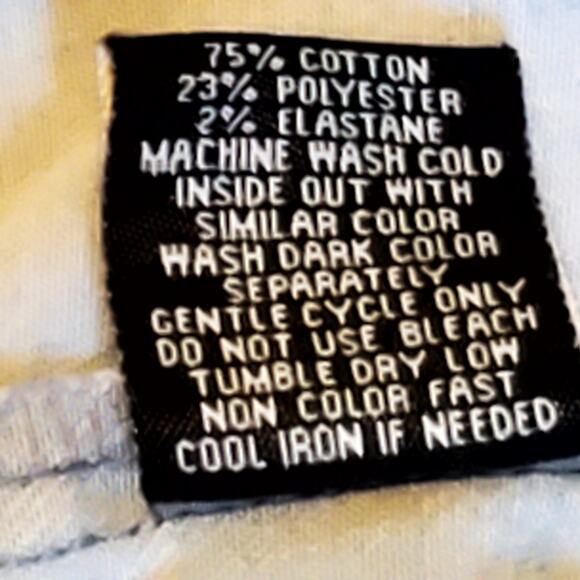 75% COTTON
23% POLYESTER
2% ELASTANE
MACHINE WASH COLD
INSIDE OUT WITH
SIMILAR COLOR
WASH DARK COLOR
SEPARATELY
GENTLE CYCLE ONLY
DO NOT USE BLEACH
TUMBLE DRY LOW
NON COLOR FAST
COOL IRON IF NEEDED